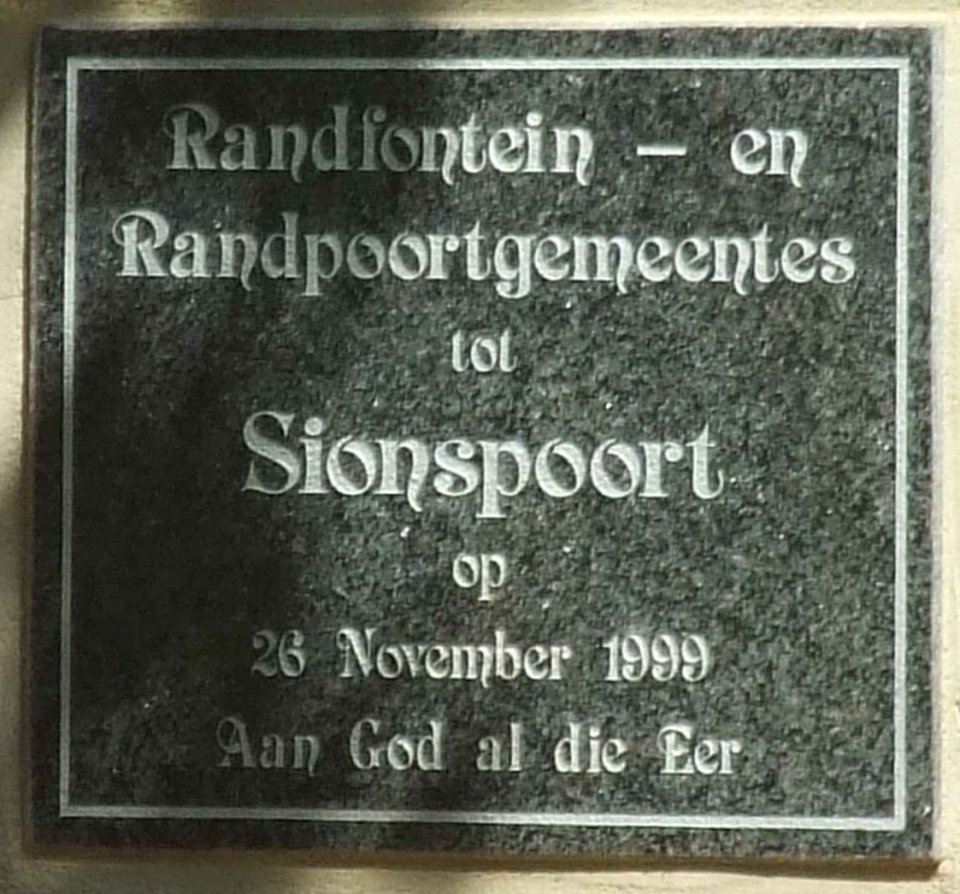 Randfontein – en
Randpoortgemeentes
tot
Sionspoort
op
26 November 1999
Aan God al die Eer